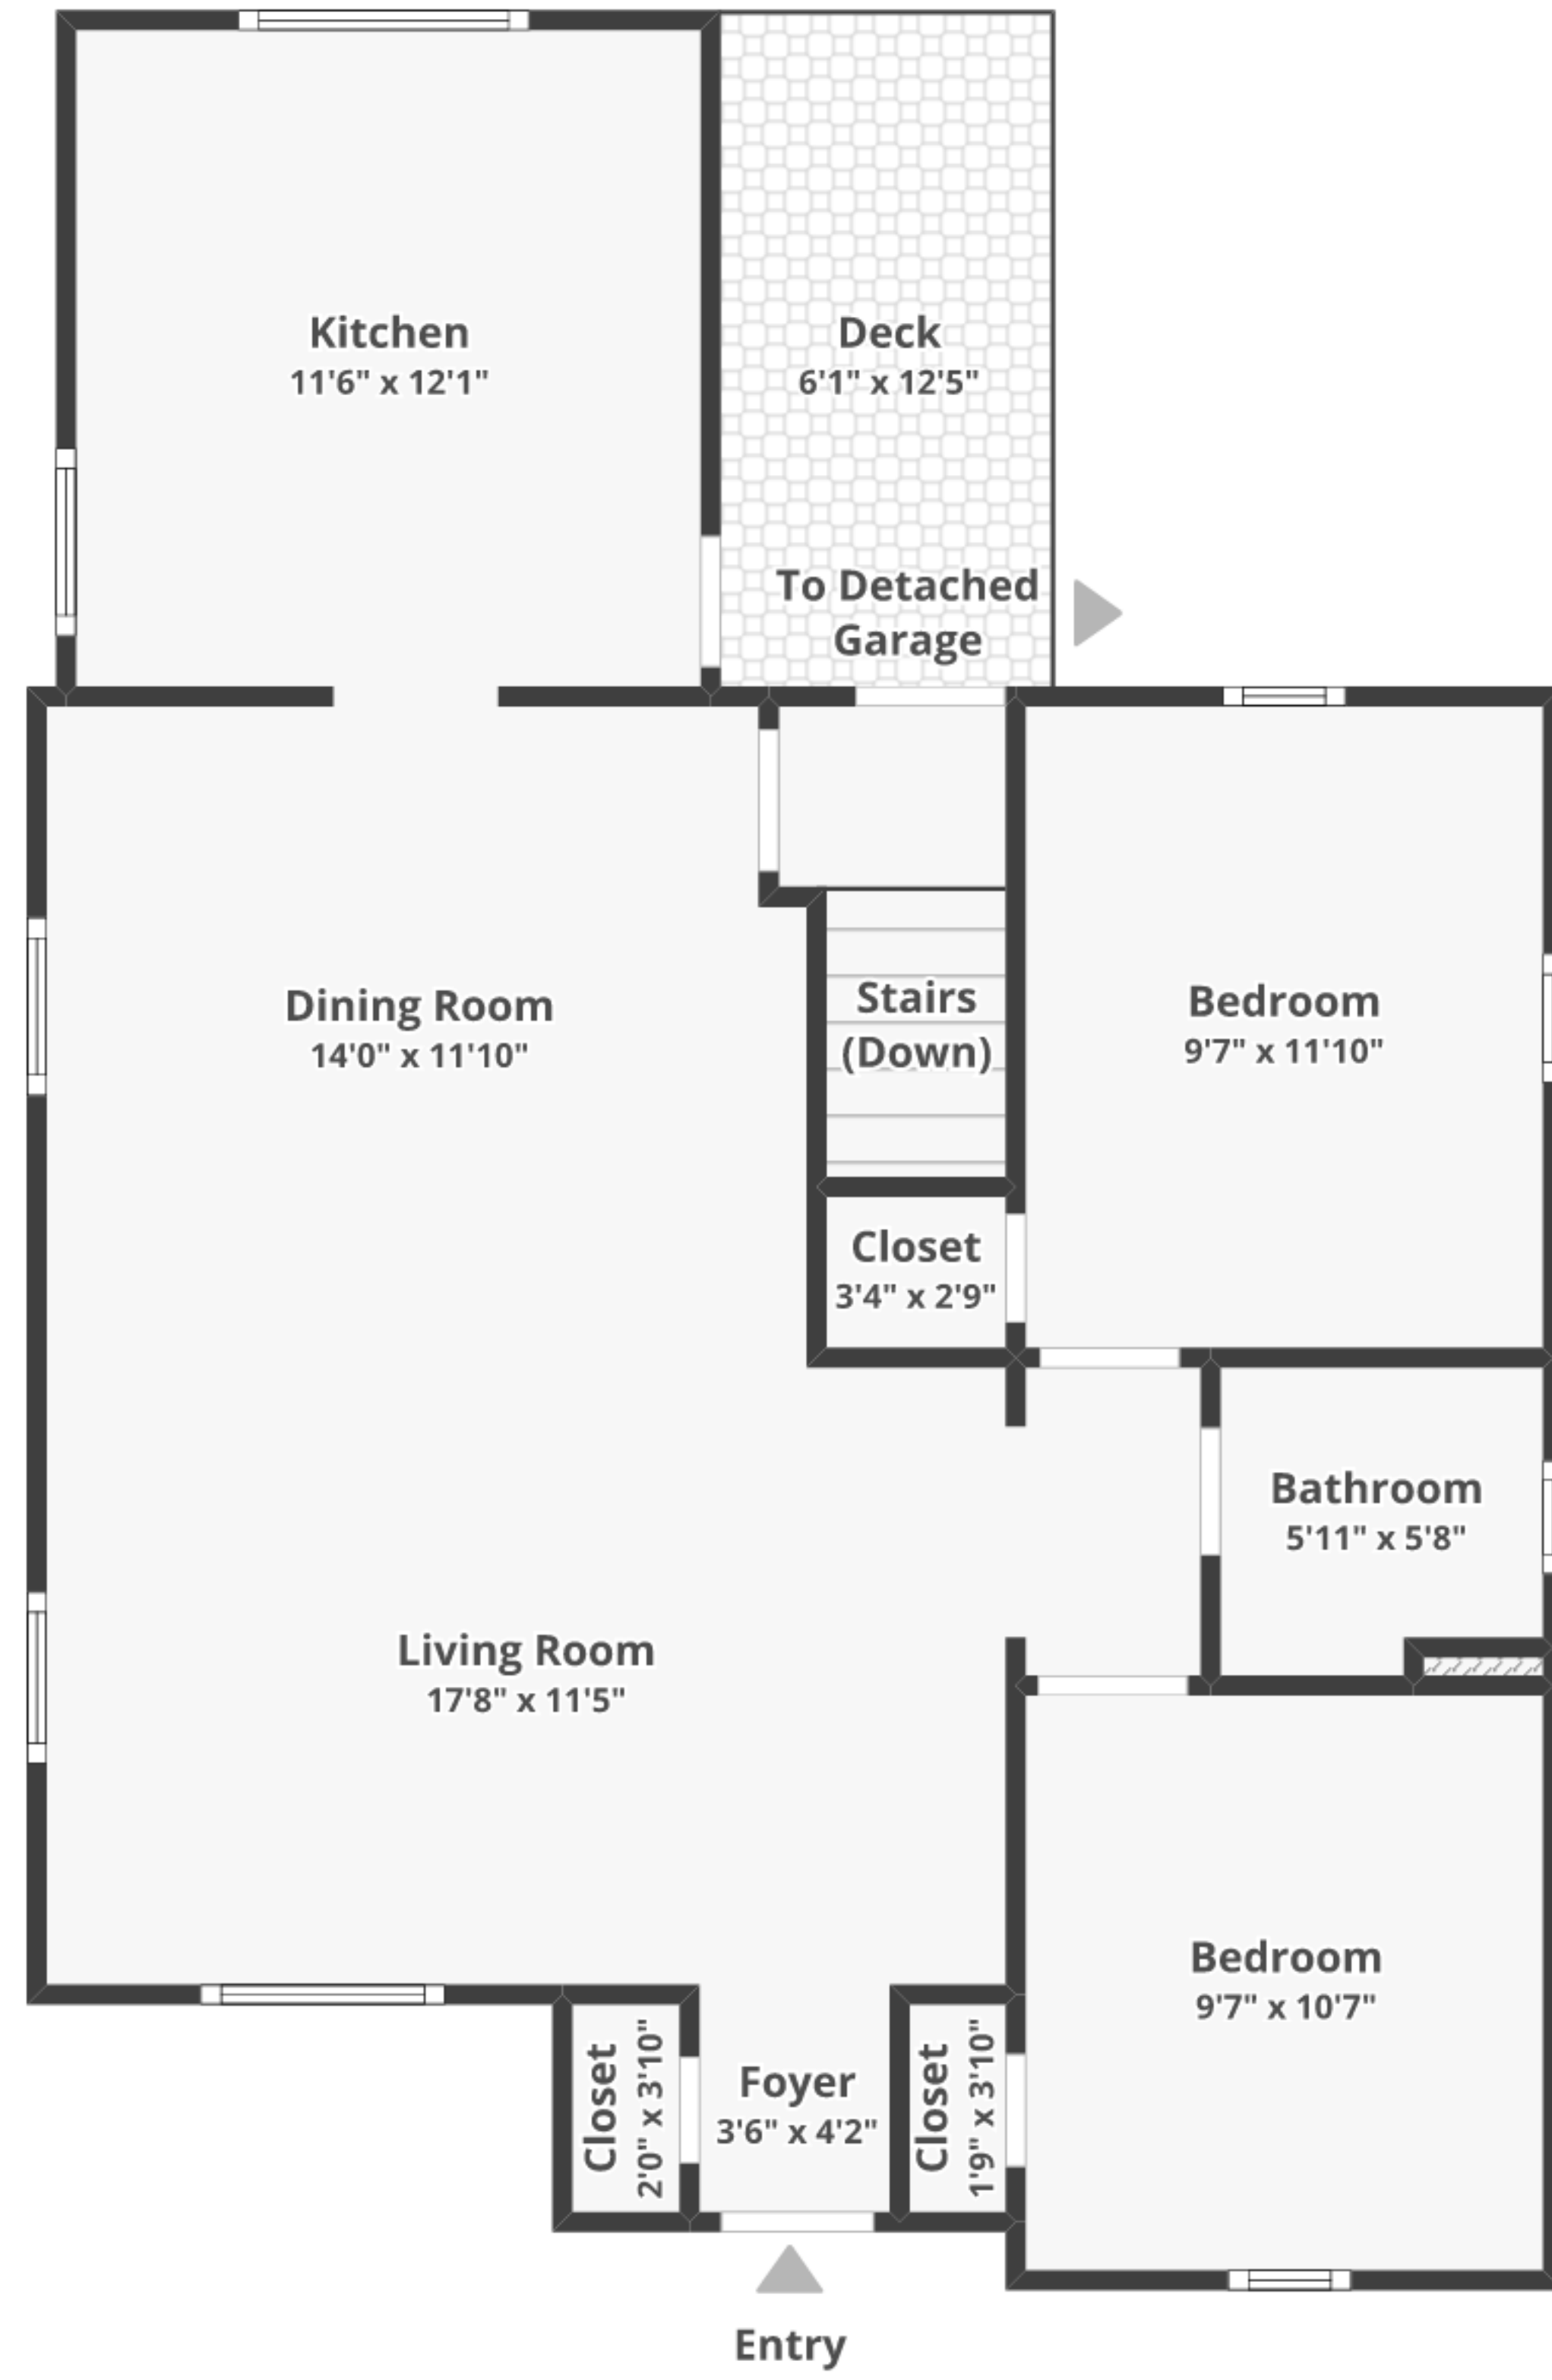 Kitchen
11'6" x 12'1"
Deck
6'1" x 12'5"
To Detached
Garage
Dining Room
14'0" x 11'10"
Stairs
(Down)
Bedroom
9'7" x 11'10"
Closet
3'4" x 2'9"
Bathroom
5'11" x 5'8"
Living Room
17'8" x 11'5"
Bedroom
9'7" x 10'7"
Closet
2'0" x 3'10"
Foyer
3'6" x 4'2"
Closet
1'9" x 3'10"
Entry